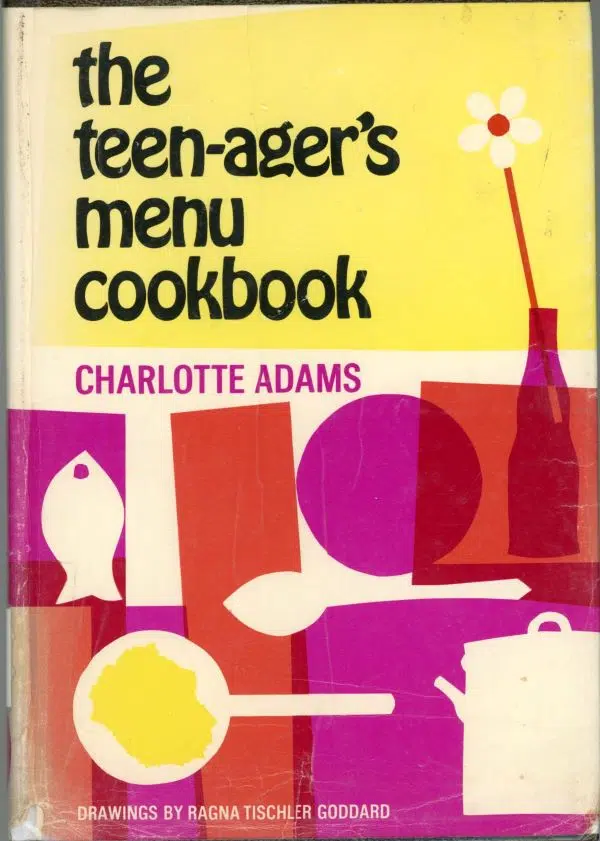 the
teen-ager's
menu
cookbook
CHARLOTTE ADAMS
DRAWINGS BY RAGNA TISCHLER GODDARD